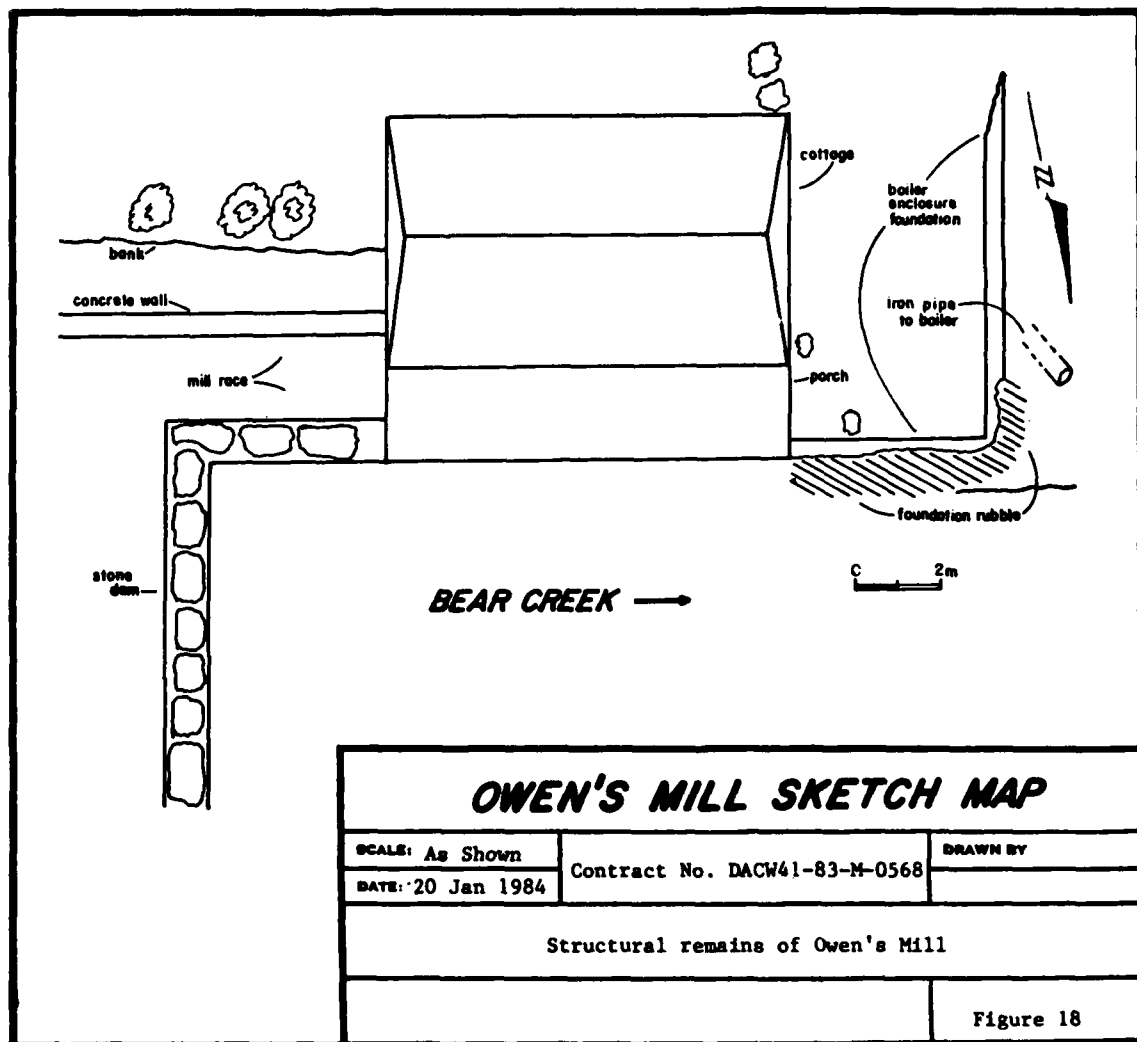 cottage
boiler
enclosure
foundation
bank
concrete wall
iron pipe
to boiler
mill race
porch
foundation rubble
stone
dam
C 2m
BEAR CREEK
N
OWEN'S MILL SKETCH MAP
SCALE: As Shown
DATE: 20 Jan 1984
Contract No. DACW41-83-M-0568
DRAWN BY
Structural remains of Owen's Mill
Figure 18